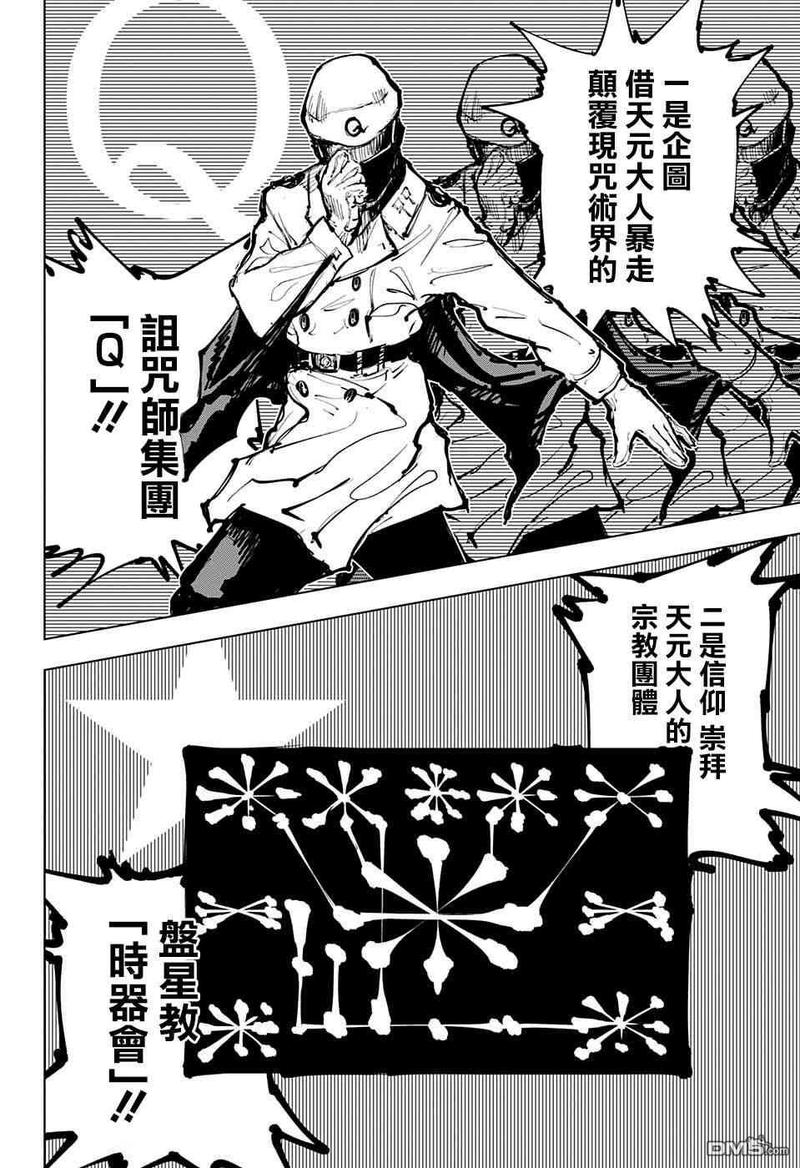 Q
一是企圖
借天元大人暴走
顛覆現咒術界的
Q
詛咒師集團
「Q」!!
二是信仰 崇拜
天元大人的
宗教團體
盤星教
「時器會」!!
DM5.com